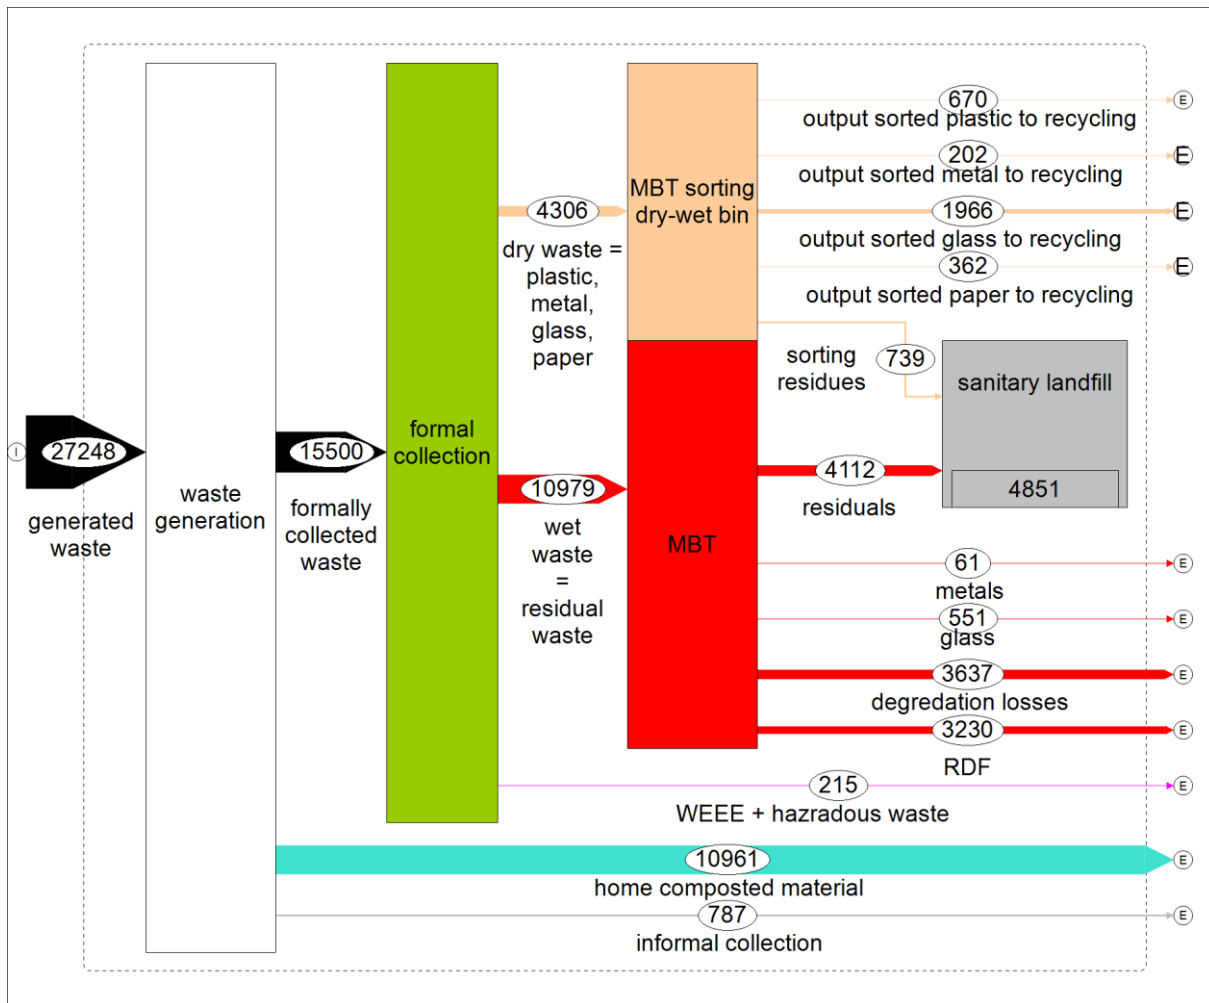 670
E
output sorted plastic to recycling
202
E
output sorted metal to recycling
MBT sorting
dry-wet bin
4306
1966
E
output sorted glass to recycling
dry waste =
plastic,
metal,
glass,
paper
362
E
output sorted paper to recycling
sorting
residues
739
sanitary landfill
4851
I
27248
generated
waste
waste
generation
15500
formally
collected
waste
formal
collection
10979
wet
waste
=
residual
waste
MBT
4112
residuals
61
E
metals
551
E
glass
3637
E
degredation losses
3230
E
RDF
215
E
WEEE + hazradous waste
10961
E
home composted material
787
E
informal collection